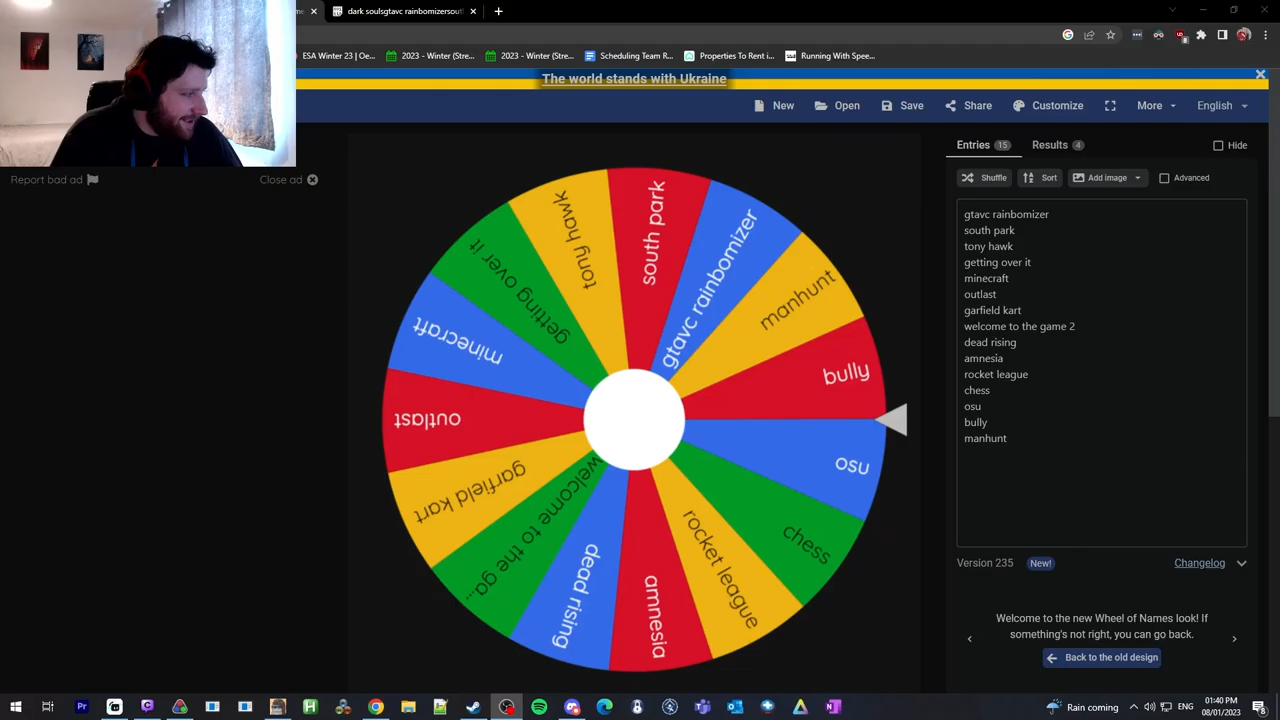 me
dark soulsgtavc rainbomizersout
ESA Winter 23 | Oe...
2023 - Winter (Stre...
2023 - Winter (Stre...
Scheduling Team R...
Properties To Rent i...
Running With Spee...
The world stands with Ukraine
New
Open
Save
Share
Customize
More
English
Report bad ad
Close ad
Entries 15
Results 4
Hide
Shuffle
Sort
Add image
Advanced
gtavc rainbomizer
south park
tony hawk
getting over it
minecraft
outlast
garfield kart
welcome to the game 2
dead rising
amnesia
rocket league
chess
osu
bully
manhunt
south park
gtavc rainbomizer
manhunt
bully
osu
chess
rocket league
amnesia
dead rising
welcome to the ga...
garfield kart
outlast
minecraft
getting over it
tony hawk
Version 235
New!
Changelog
Welcome to the new Wheel of Names look! If
something's not right, you can go back.
Back to the old design
Rain coming
ENG
01:40 PM
08/01/2023